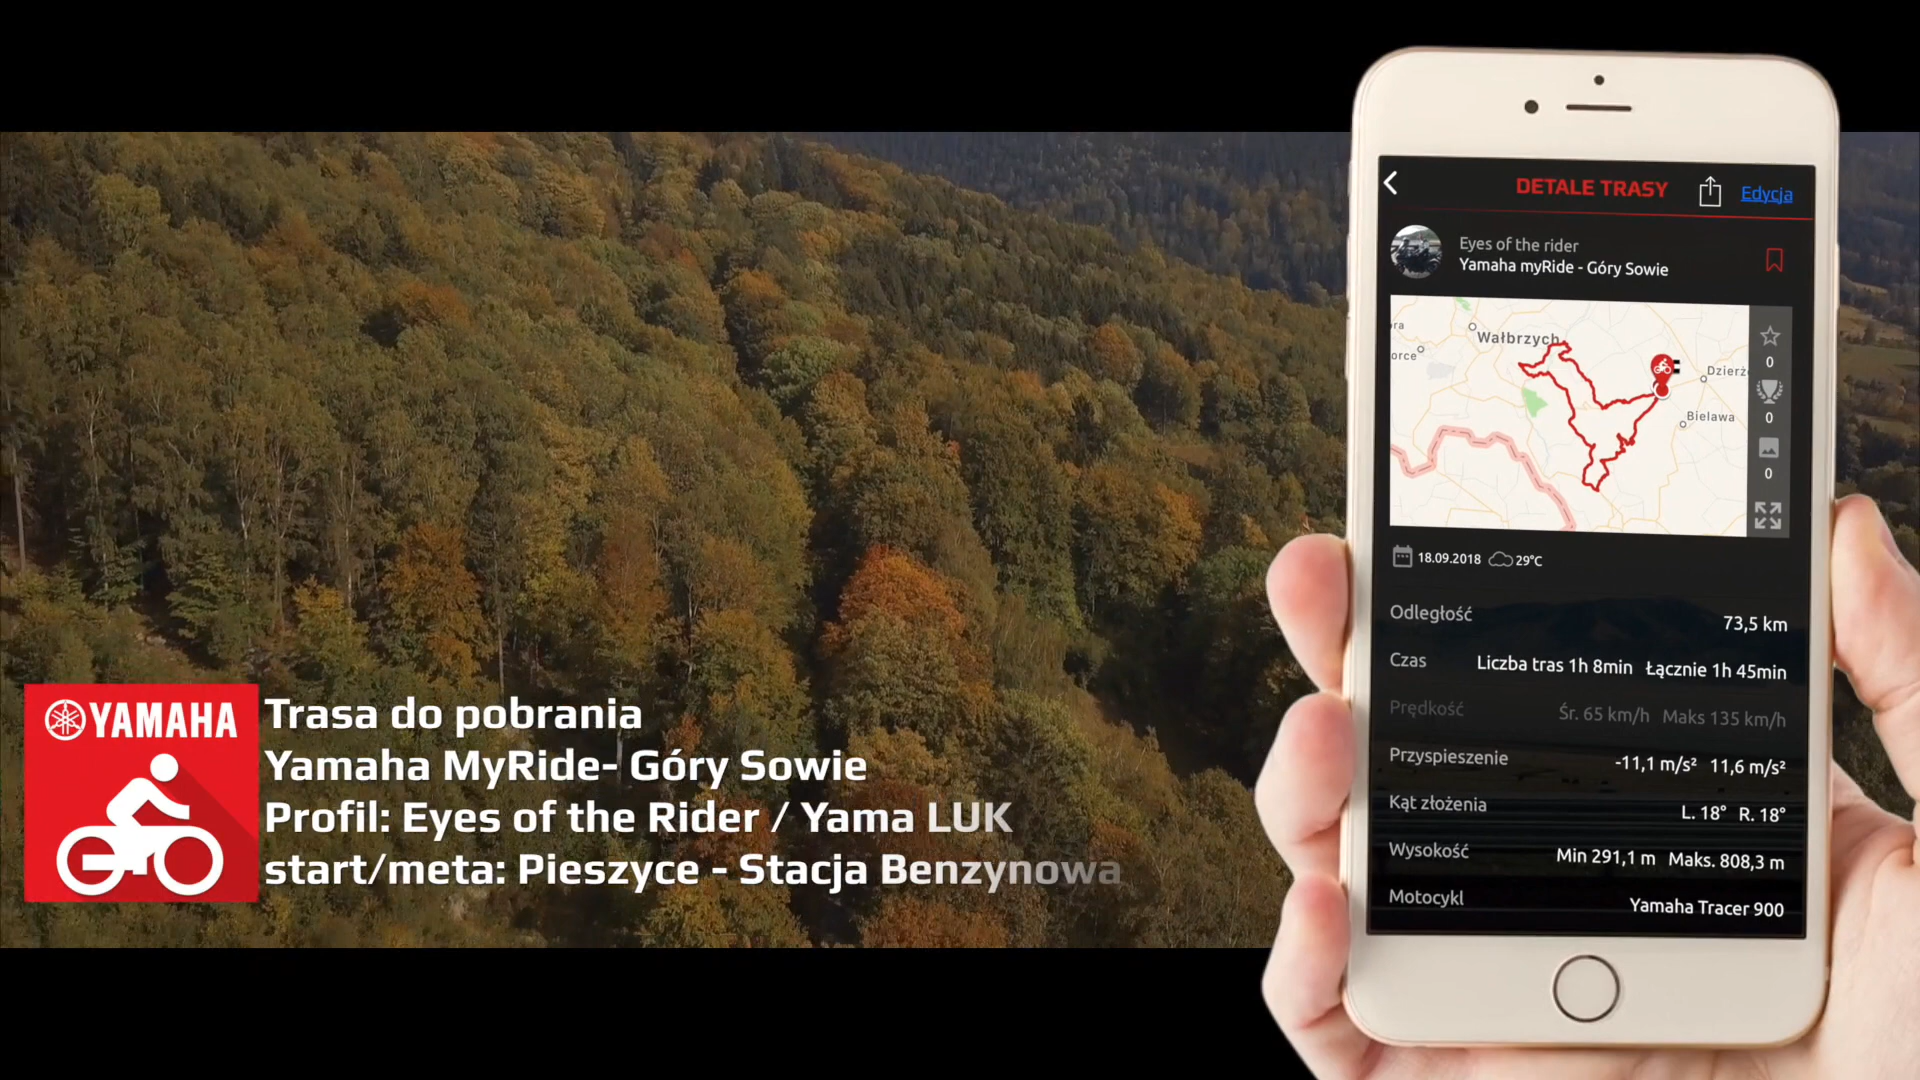 YAMAHA
Trasa do pobrania
Yamaha MyRide- Góry Sowie
Profil: Eyes of the Rider / Yama LUK
start/meta: Pieszyce - Stacja Benzynowa
DETALE TRASY
Edycja
Eyes of the rider
Yamaha myRide - Góry Sowie
Wałbrzych
ora
orce
Dzierż
Bielawa
0
0
0
18.09.2018 29°C
Odległość 73,5 km
Czas Liczba tras 1h 8min Łącznie 1h 45min
Prędkość Śr. 65 km/h Maks 135 km/h
Przyspieszenie -11,1 m/s² 11,6 m/s²
Kąt złożenia L. 18° R. 18°
Wysokość Min 291,1 m Maks. 808,3 m
Motocykl Yamaha Tracer 900